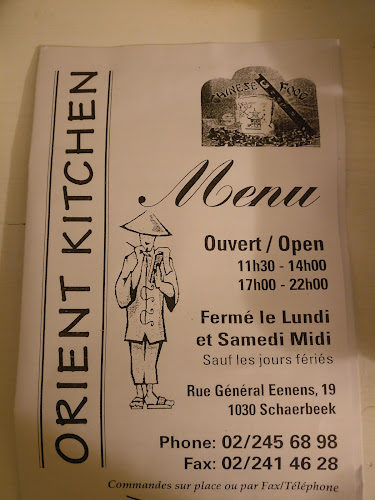 CHINESE FOOD
ORIENT KITCHEN
Menu
Ouvert / Open
11h30 - 14h00
17h00 - 22h00
Fermé le Lundi
et Samedi Midi
Sauf les jours fériés
Rue Général Eenens, 19
1030 Schaerbeek
Phone: 02/245 68 98
Fax: 02/241 46 28
Commandes sur place ou par Fax/Téléphone